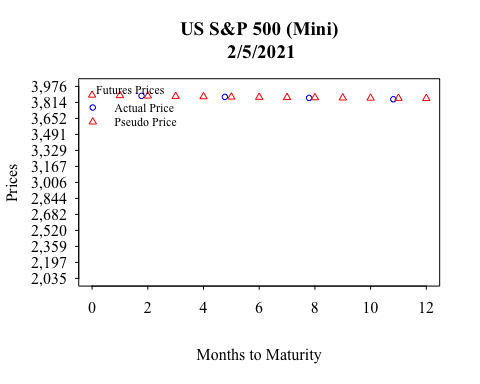 US S&P 500 (Mini)
2/5/2021
Futures Prices
Actual Price
Pseudo Price
3,976
3,814
3,652
3,491
3,329
3,167
3,006
2,844
2,682
2,520
2,359
2,197
2,035
Prices
0 2 4 6 8 10 12
Months to Maturity